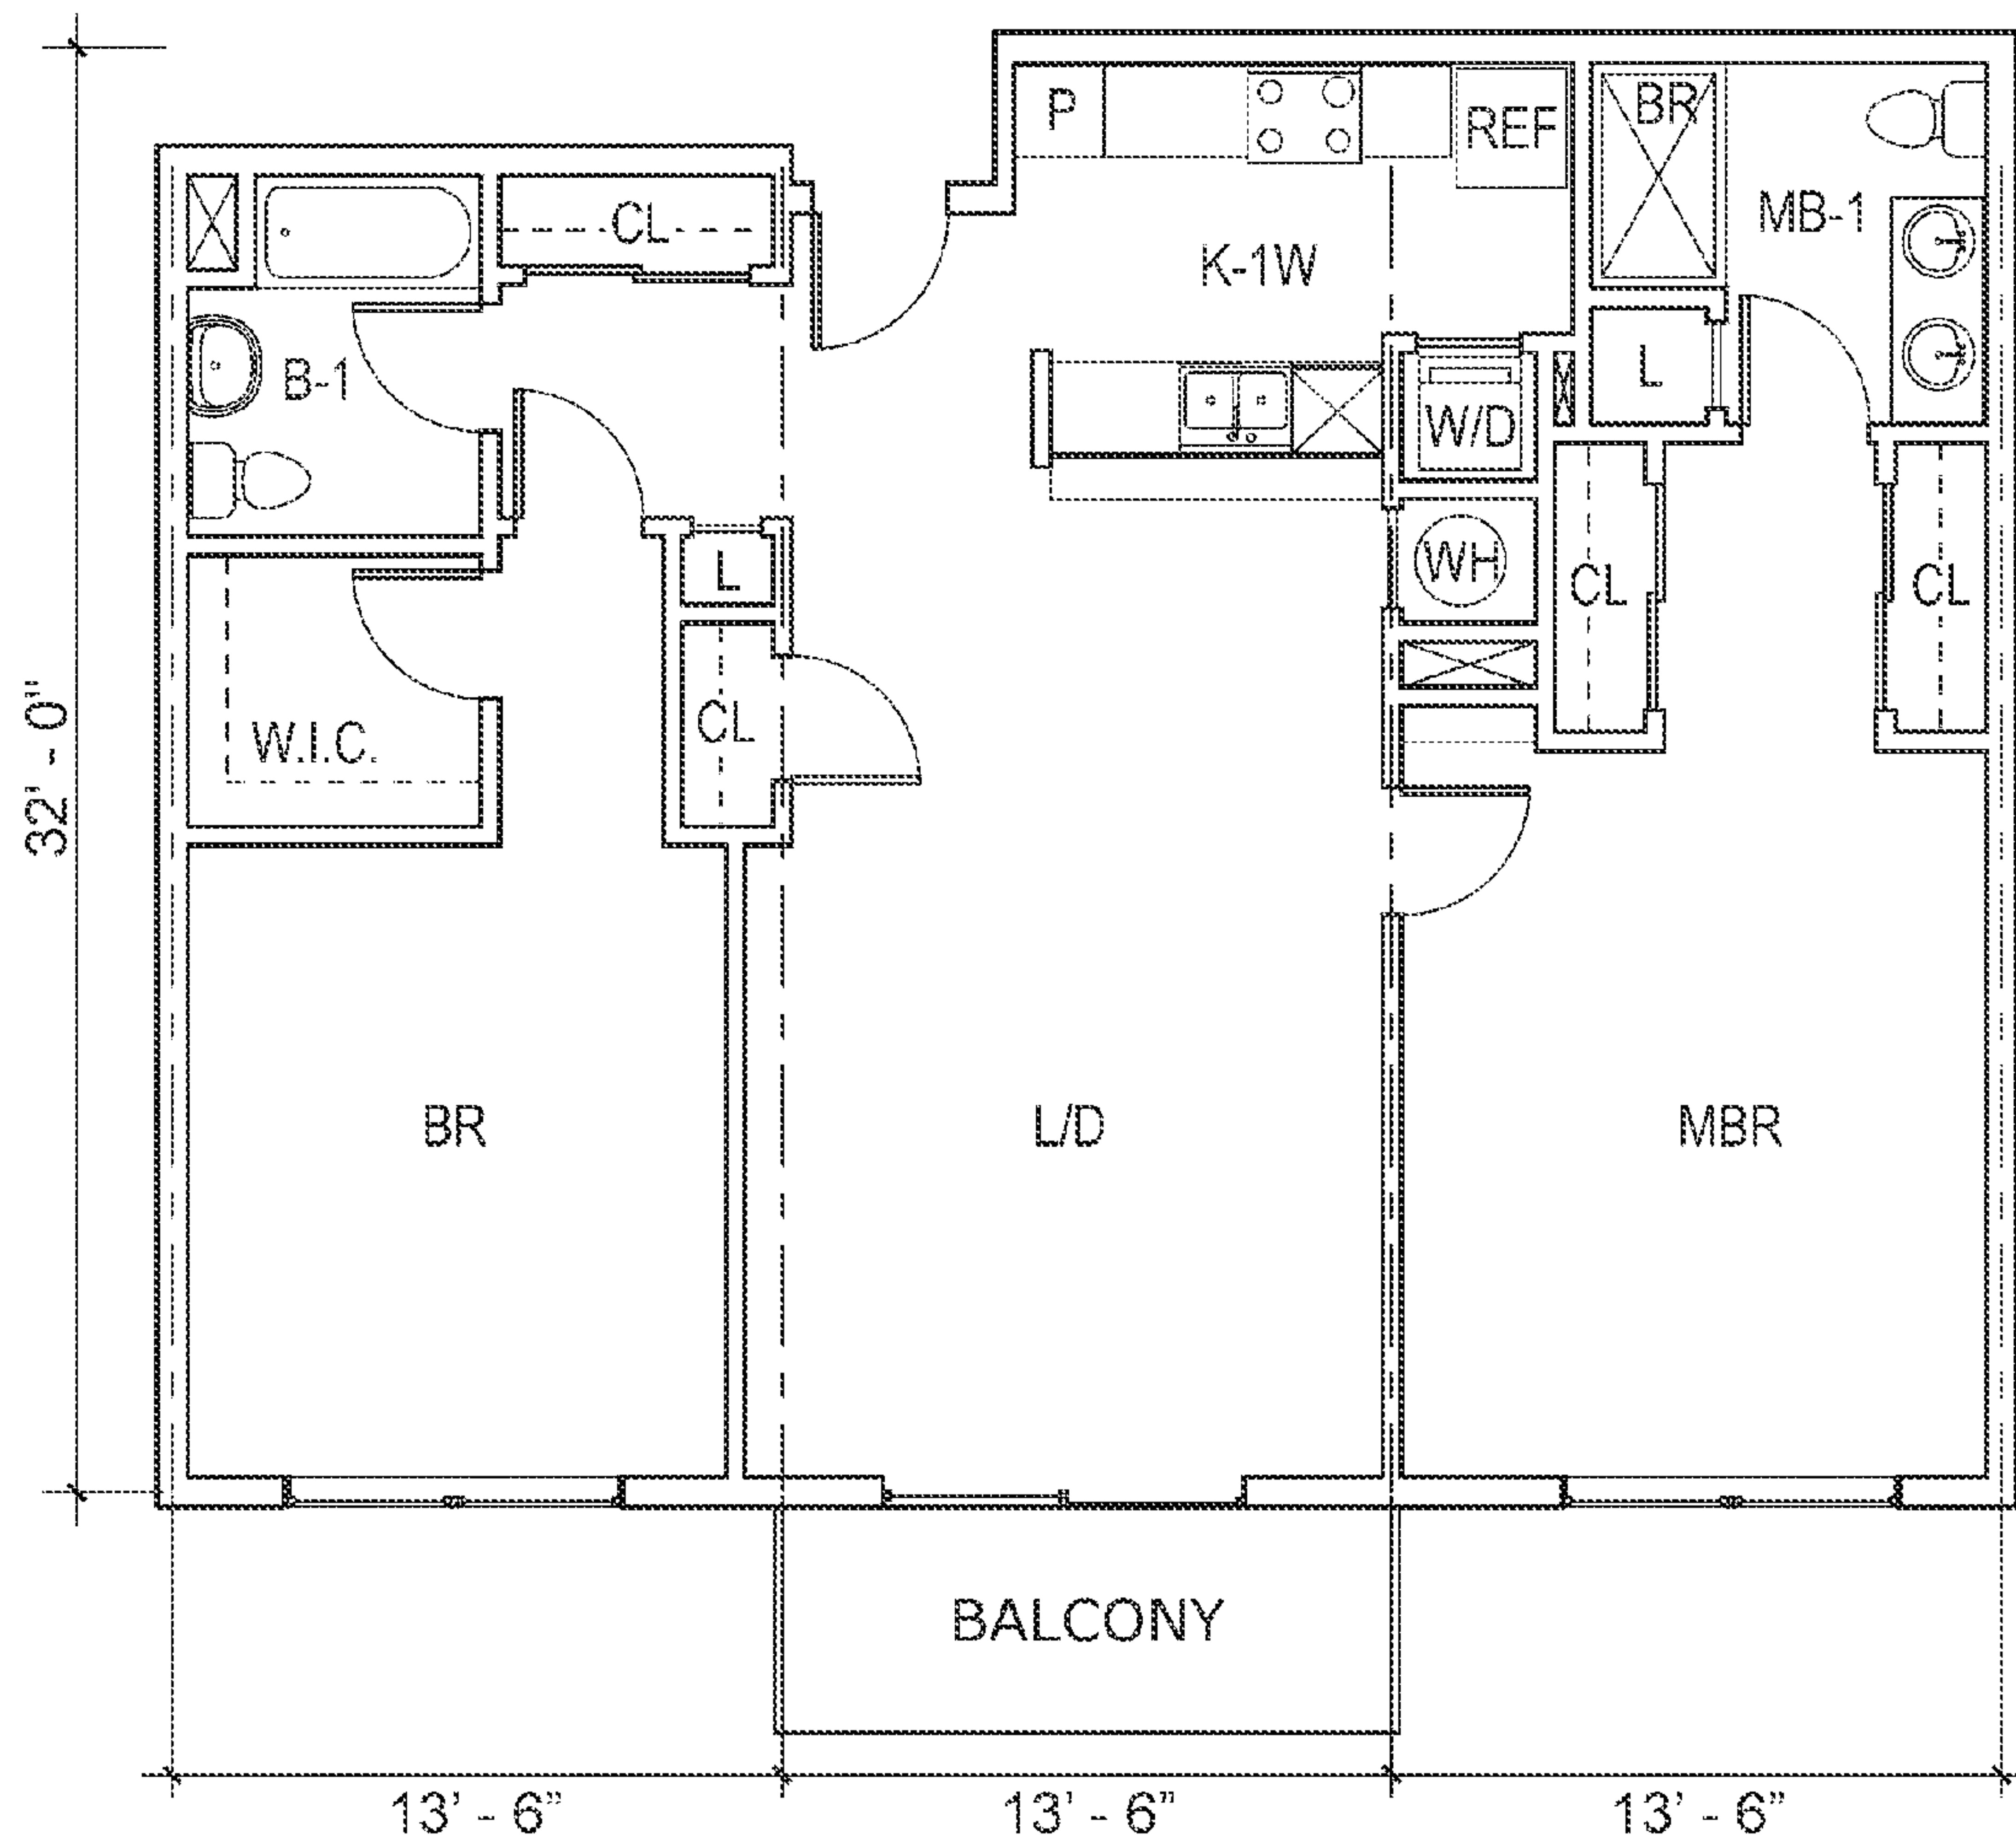 P
REF
BR
MB-1
CL
K-1W
B-1
L
W/D
L
WH
CL
CL
W.I.C.
CL
32' - 0"
BR
L/D
MBR
BALCONY
13' - 6”
13' - 6”
13' - 6”